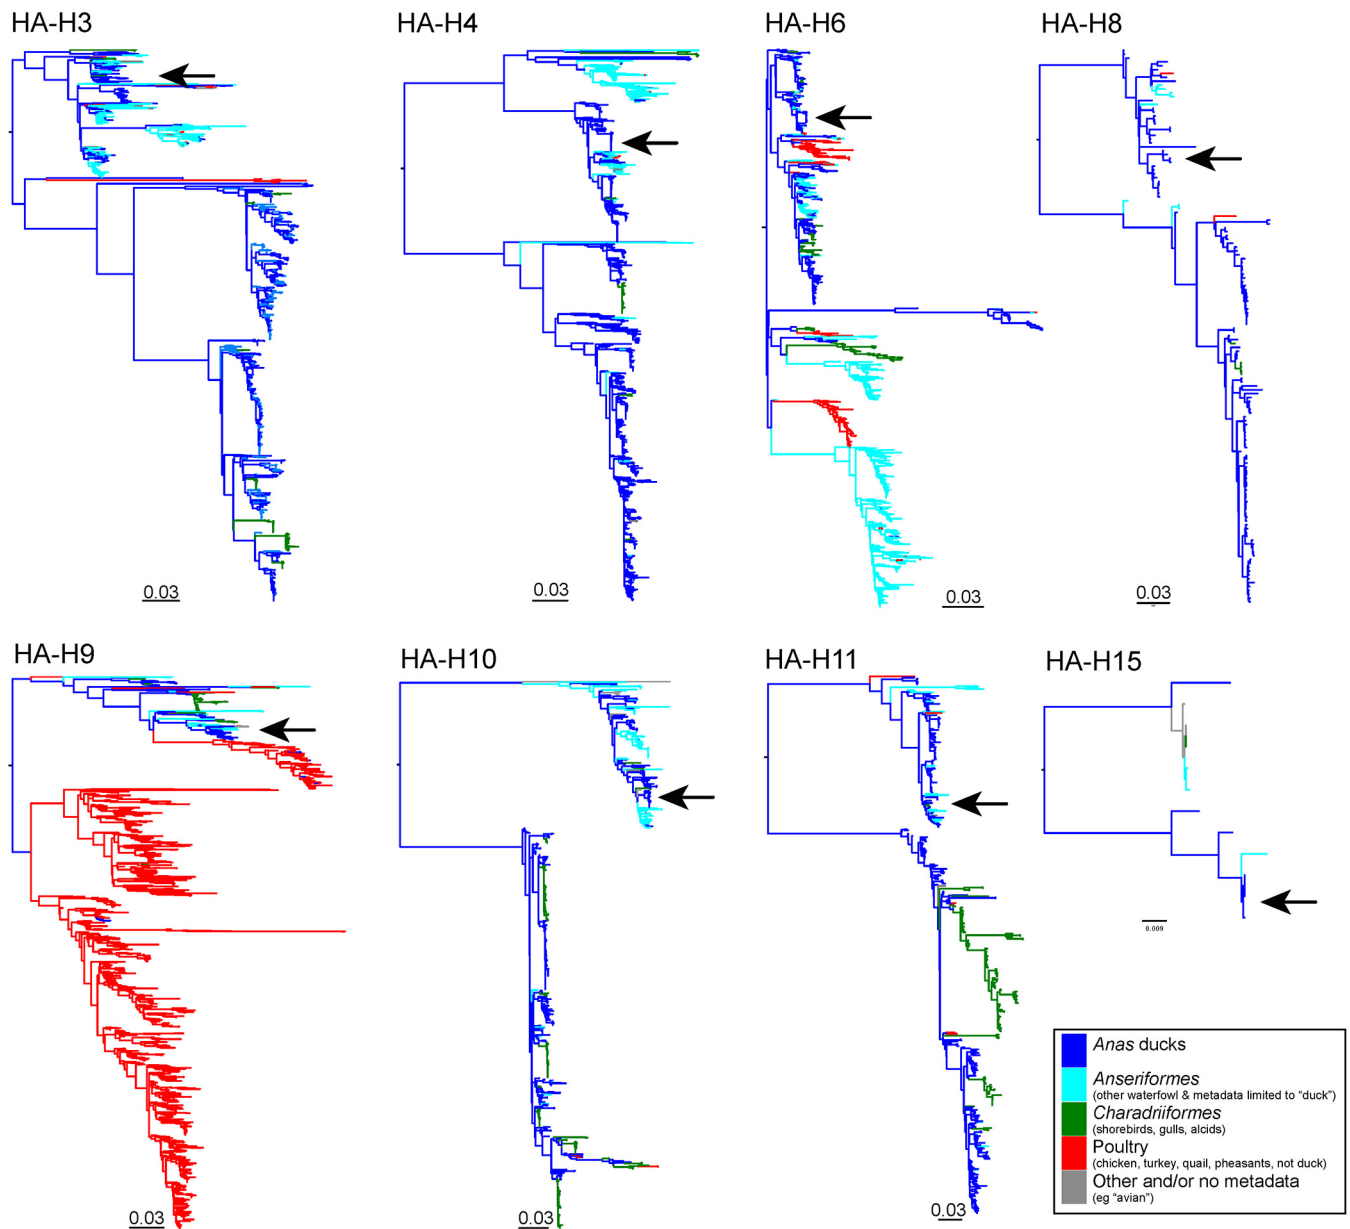 HA-H3
HA-H4
HA-H6
HA-H8
0.03
0.03
0.03
0.03
HA-H9
HA-H10
HA-H11
HA-H15
0.009
Anas ducks
Anseriformes
(other waterfowl & metadata limited to “duck”)
Charadriiformes
(shorebirds, gulls, alcids)
Poultry
(chicken, turkey, quail, pheasants, not duck)
Other and/or no metadata
(eg “avian”)
0.03
0.03
0.03